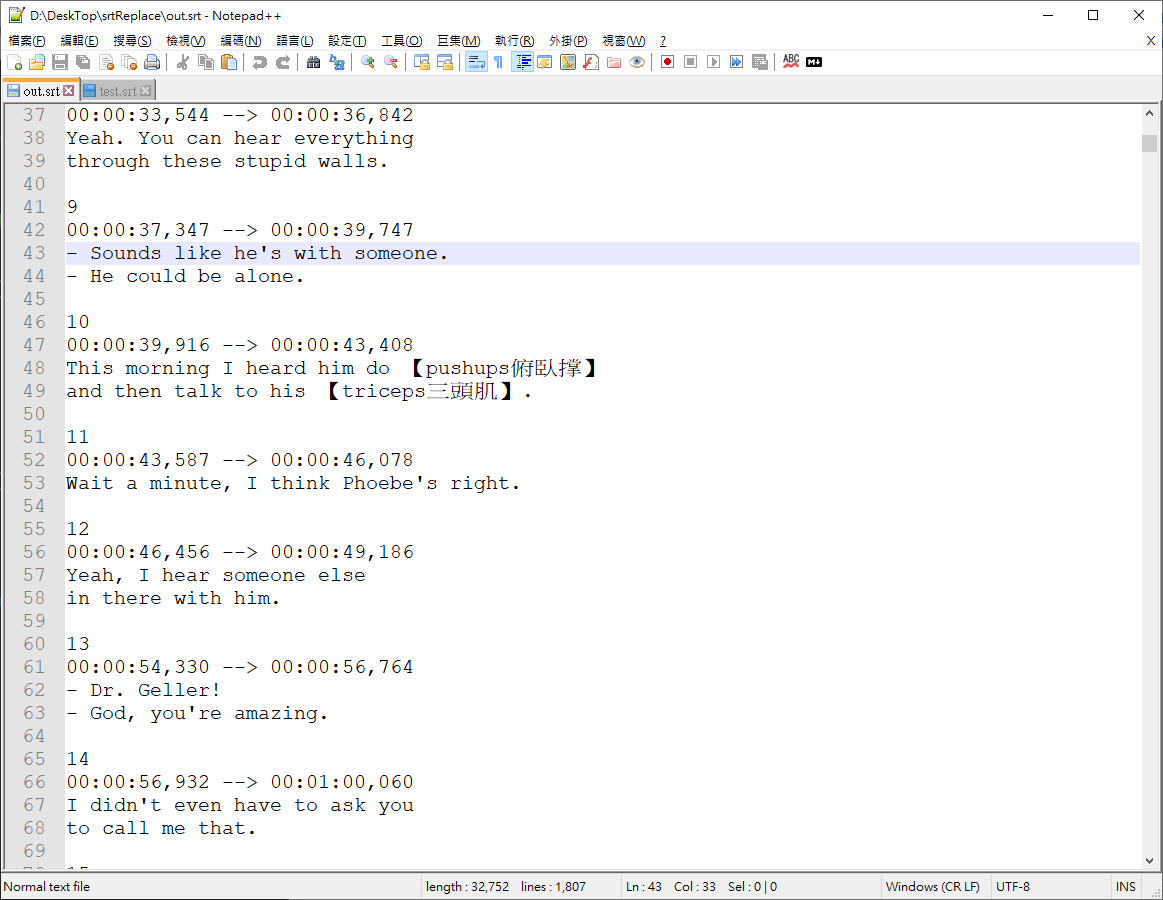 D:\DeskTop\srtReplace\out.srt - Notepad++
檔案(F) 編輯(E) 搜尋(S) 檢視(V) 編碼(N) 語言(L) 設定(T) 工具(O) 巨集(M) 執行(R) 外掛(P) 視窗(W) ? X
ABC M↓
out.srt test.srt
37 00:00:33,544 --> 00:00:36,842
38 Yeah. You can hear everything
39 through these stupid walls.
40
41 9
42 00:00:37,347 --> 00:00:39,747
43 - Sounds like he's with someone.
44 - He could be alone.
45
46 10
47 00:00:39,916 --> 00:00:43,408
48 This morning I heard him do 【pushups俯臥撑】
49 and then talk to his 【triceps三頭肌】.
50
51 11
52 00:00:43,587 --> 00:00:46,078
53 Wait a minute, I think Phoebe's right.
54
55 12
56 00:00:46,456 --> 00:00:49,186
57 Yeah, I hear someone else
58 in there with him.
59
60 13
61 00:00:54,330 --> 00:00:56,764
62 - Dr. Geller!
63 - God, you're amazing.
64
65 14
66 00:00:56,932 --> 00:01:00,060
67 I didn't even have to ask you
68 to call me that.
69
Normal text file length : 32,752 lines : 1,807 Ln : 43 Col : 33 Sel : 0 | 0 Windows (CR LF) UTF-8 INS